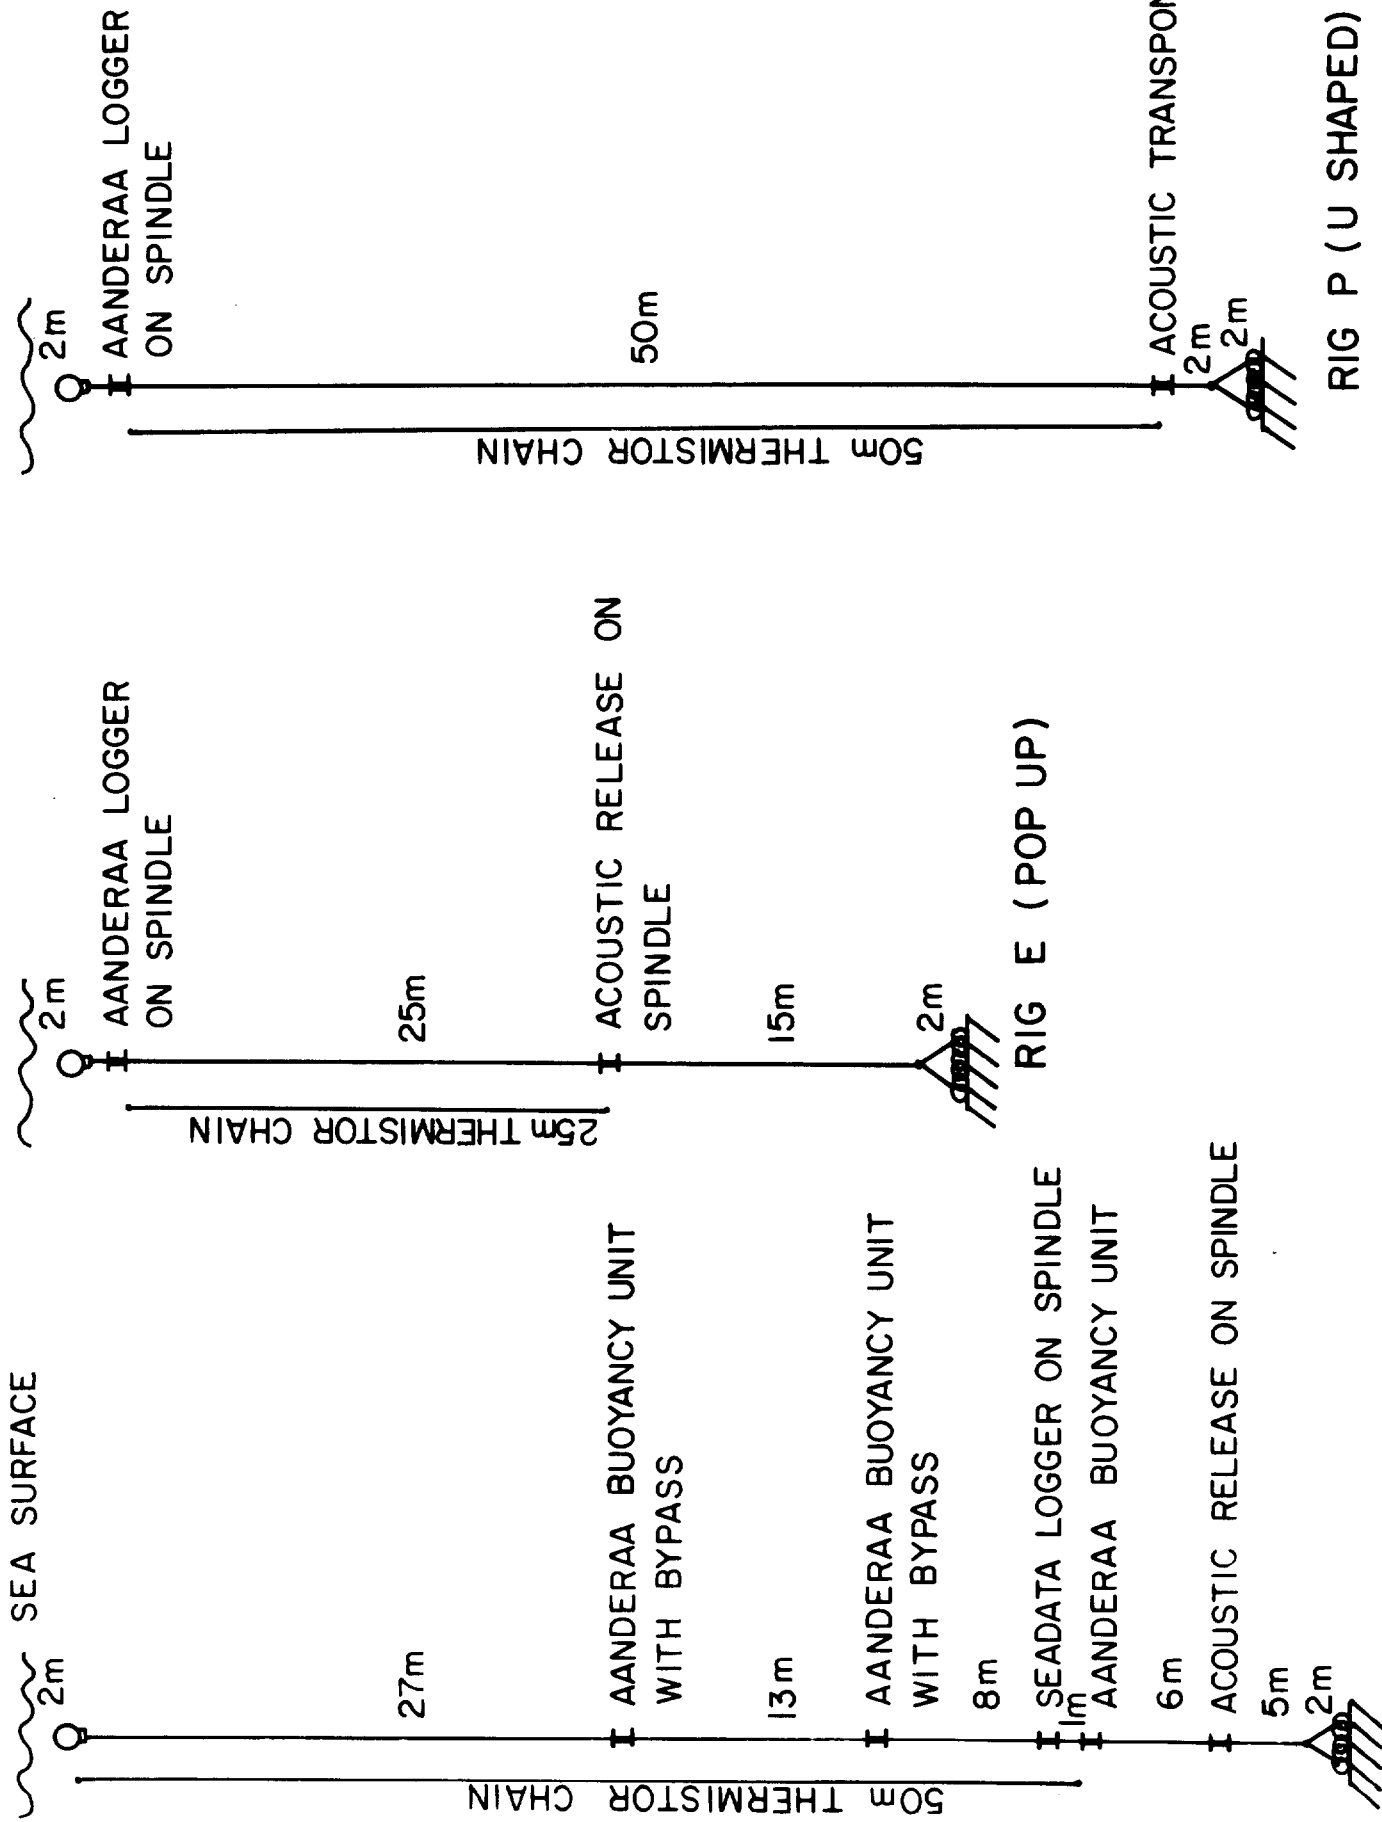 SEA SURFACE
2m
27m
AANDERAA BUOYANCY UNIT
WITH BYPASS
13m
AANDERAA BUOYANCY UNIT
WITH BYPASS
8m
SEADATA LOGGER ON SPINDLE
1m
AANDERAA BUOYANCY UNIT
6m
ACOUSTIC RELEASE ON SPINDLE
5m
2m
50m THERMISTOR CHAIN
2m
AANDERAA LOGGER
ON SPINDLE
25m
ACOUSTIC RELEASE ON
SPINDLE
15m
2m
25m THERMISTOR CHAIN
RIG E (POP UP)
2m
AANDERAA LOGGER
ON SPINDLE
50m
ACOUSTIC TRANSPON
2m
2m
50m THERMISTOR CHAIN
RIG P (U SHAPED)